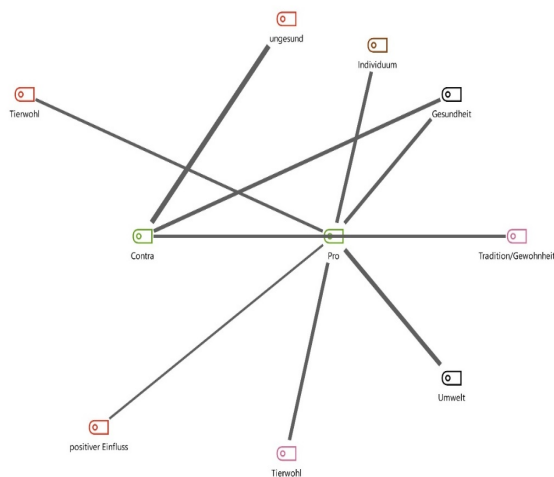 ungesund
Individuum
Tierwohl
Gesundheit
Contra
Pro
Tradition/Gewohnheit
Umwelt
positiver Einfluss
Tierwohl